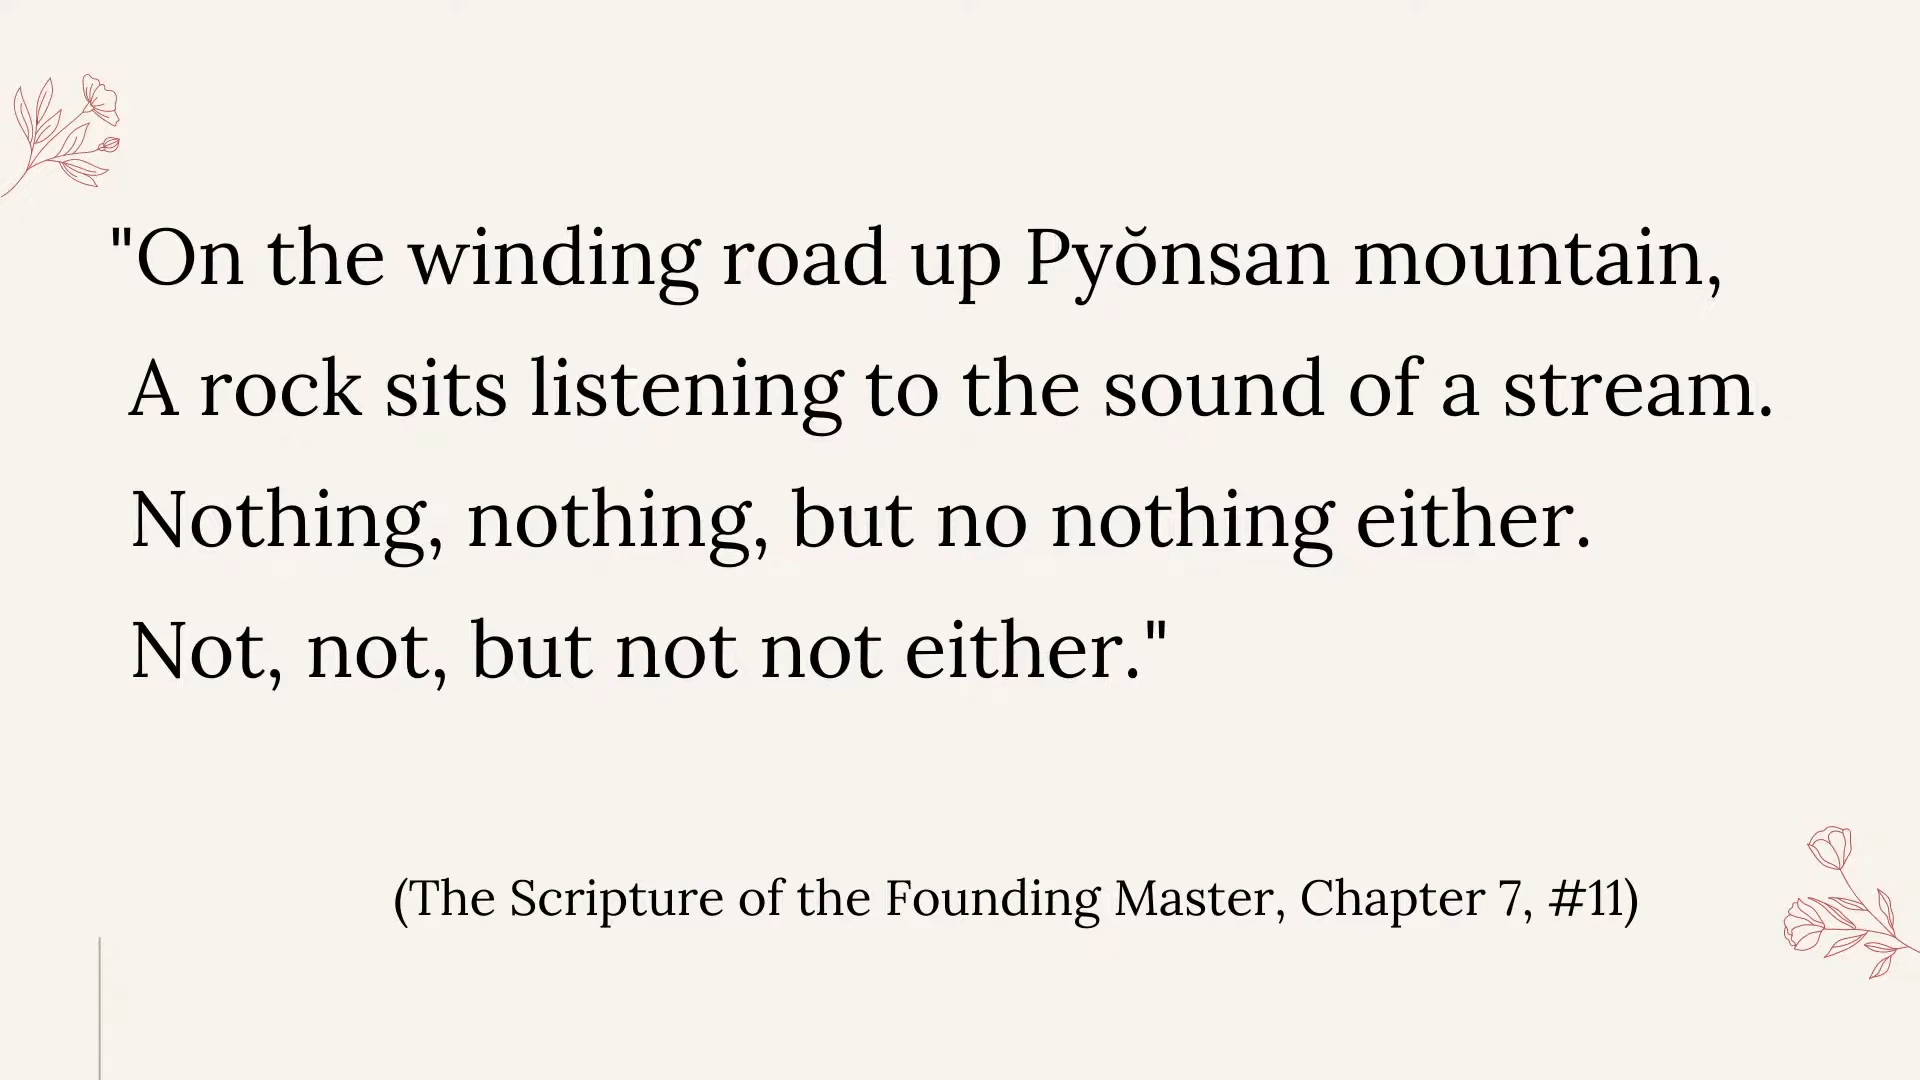 "On the winding road up Pyŏnsan mountain,
A rock sits listening to the sound of a stream.
Nothing, nothing, but no nothing either.
Not, not, but not not either."
(The Scripture of the Founding Master, Chapter 7, #11)